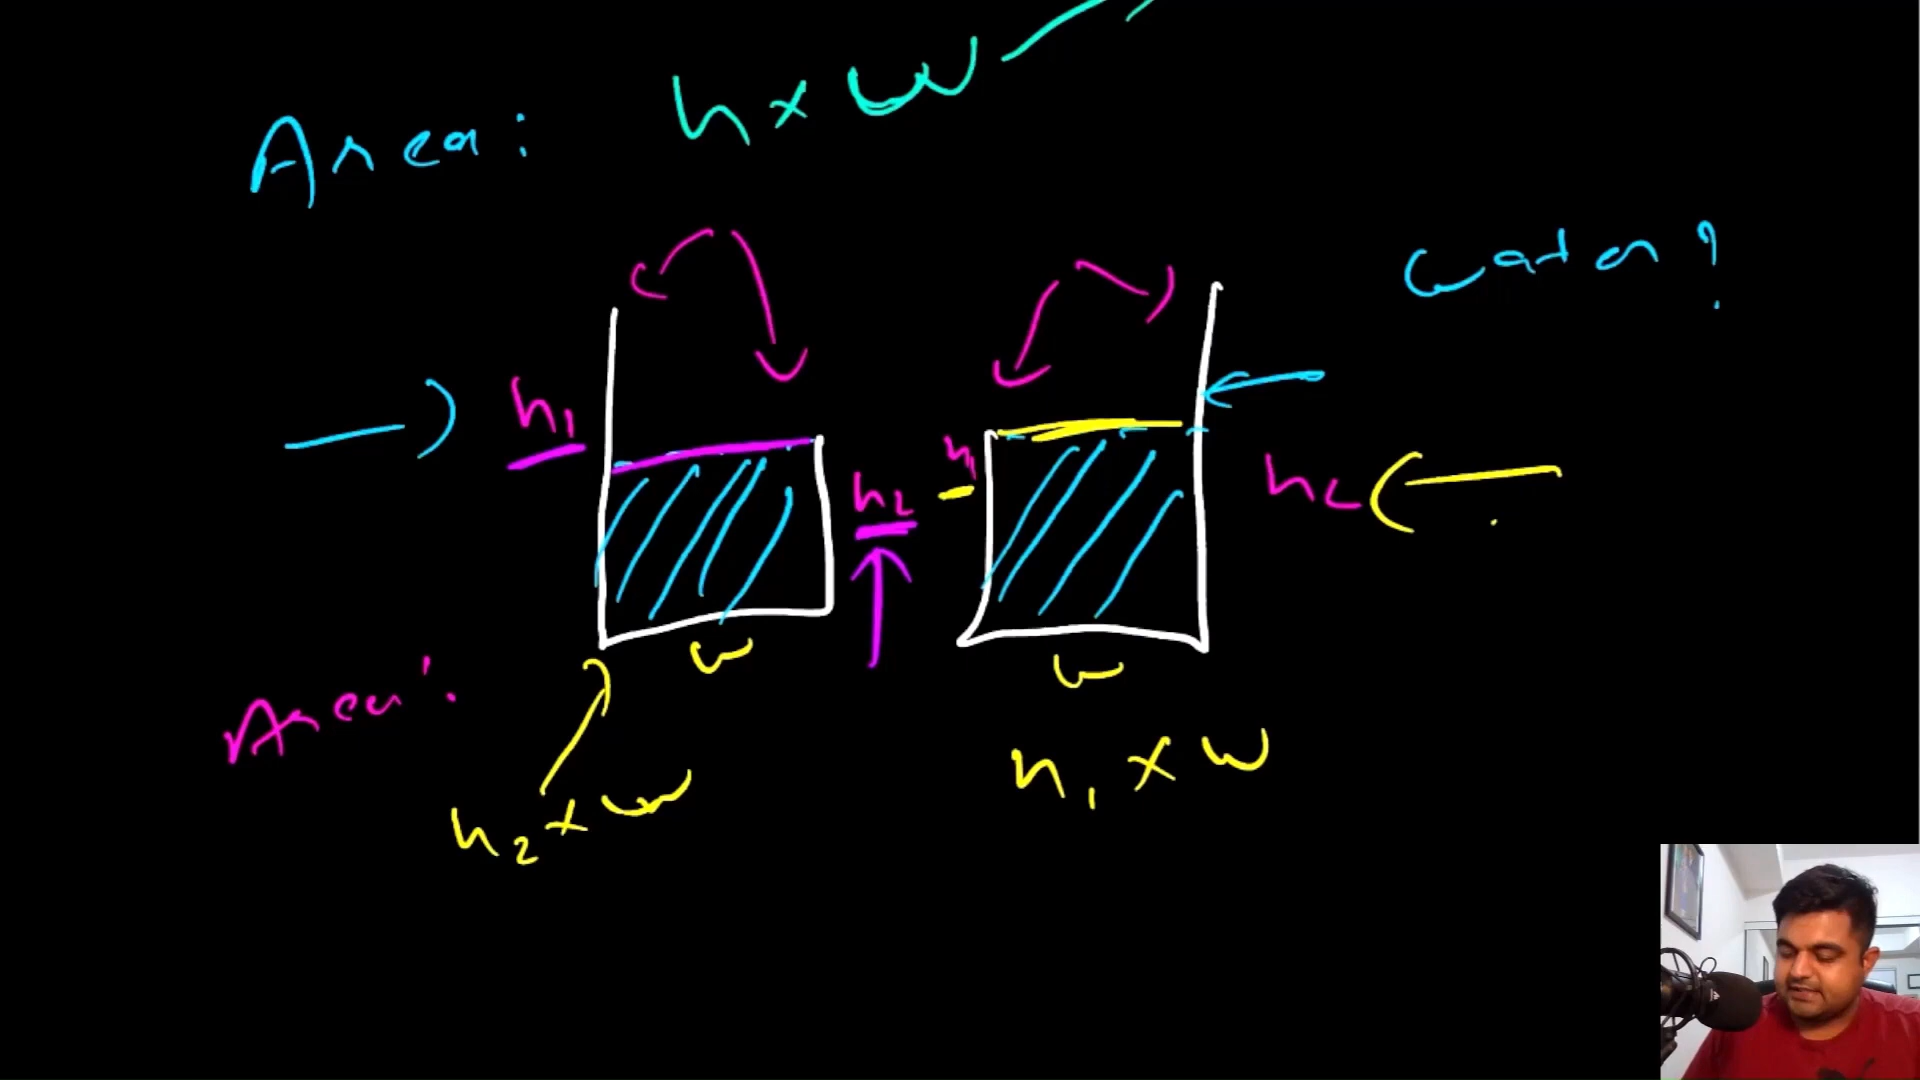 Area: h x w
water?
h1
h1
h2
h2
w
w
Area:
h1 x w
h2 x w